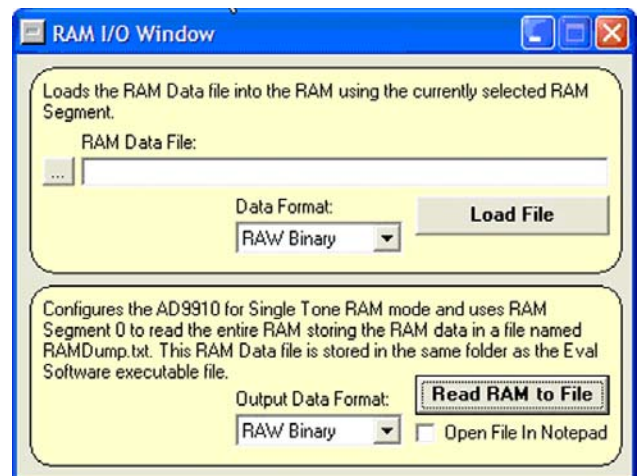 RAM I/O Window
Loads the RAM Data file into the RAM using the currently selected RAM
Segment.
RAM Data File:
...
Data Format:
RAW Binary
Load File
Configures the AD9910 for Single Tone RAM mode and uses RAM
Segment 0 to read the entire RAM storing the RAM data in a file named
RAMDump.txt. This RAM Data file is stored in the same folder as the Eval
Software executable file.
Output Data Format:
RAW Binary
Read RAM to File
Open File In Notepad